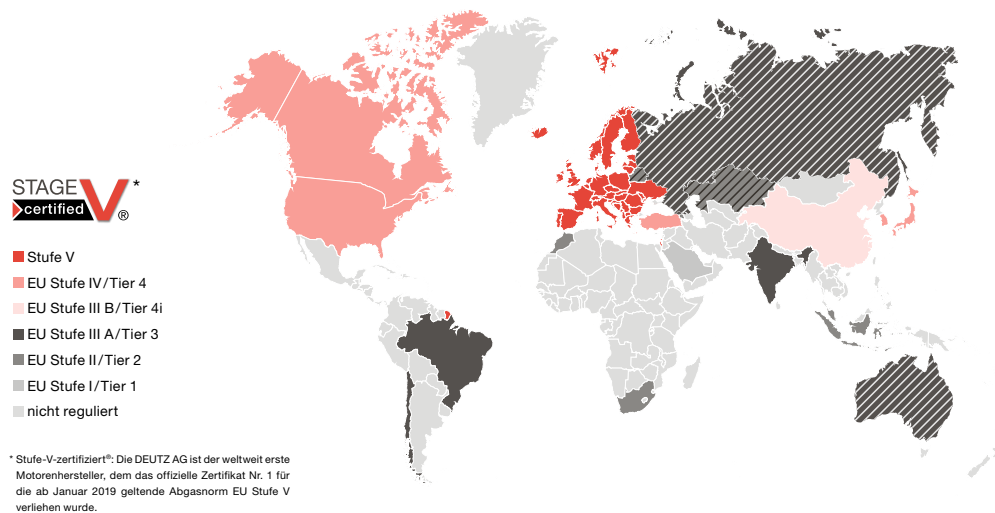 STAGE V *
certified ®
Stufe V
EU Stufe IV/Tier 4
EU Stufe III B/Tier 4i
EU Stufe III A/Tier 3
EU Stufe II/Tier 2
EU Stufe I/Tier 1
nicht reguliert
* Stufe-V-zertifiziert®: Die DEUTZ AG ist der weltweit erste
Motorenhersteller, dem das offizielle Zertifikat Nr. 1 für
die ab Januar 2019 geltende Abgasnorm EU Stufe V
verliehen wurde.